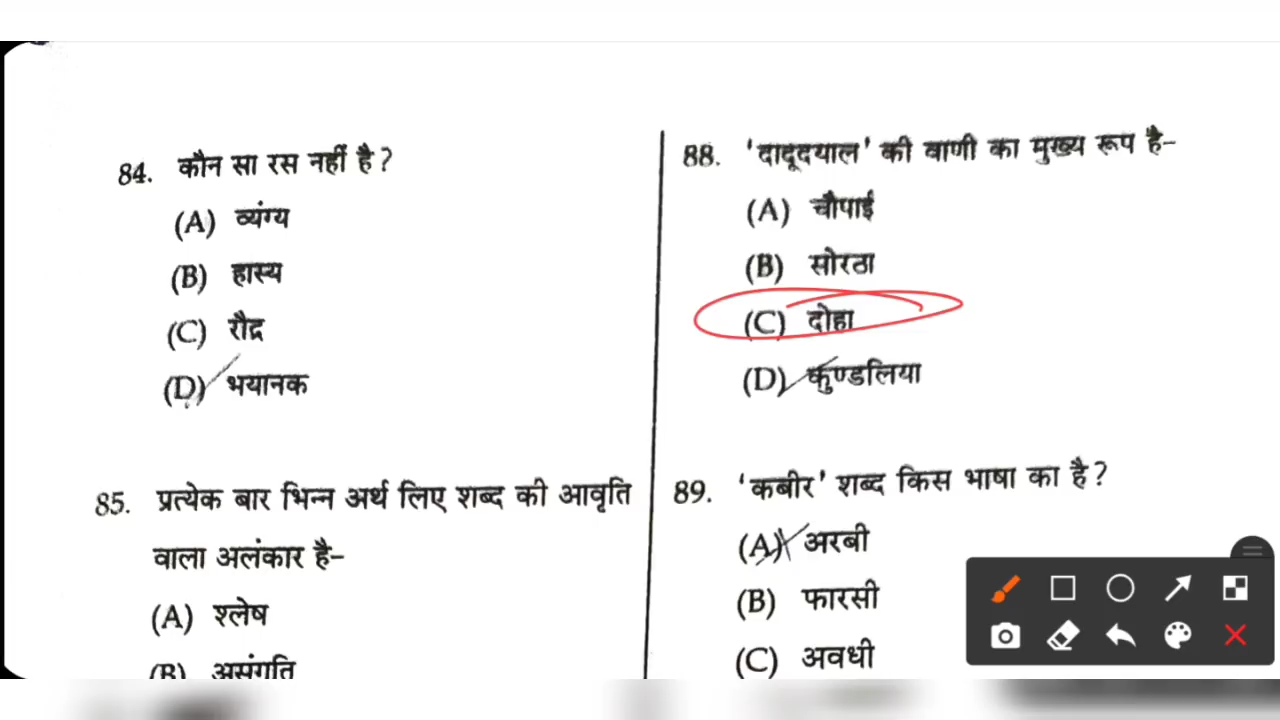 84. कौन सा रस नहीं है ?
(A) व्यंग्य
(B) हास्य
(C) रौद्र
(D) भयानक
85. प्रत्येक बार भिन्न अर्थ लिए शब्द की आवृति
वाला अलंकार है–
(A) श्लेष
(B) असंगति
88. 'दादूदयाल' की वाणी का मुख्य रूप है–
(A) चौपाई
(B) सोरठा
(C) दोहा
(D) कुण्डलिया
89. 'कबीर' शब्द किस भाषा का है ?
(A) अरबी
(B) फारसी
(C) अवधी